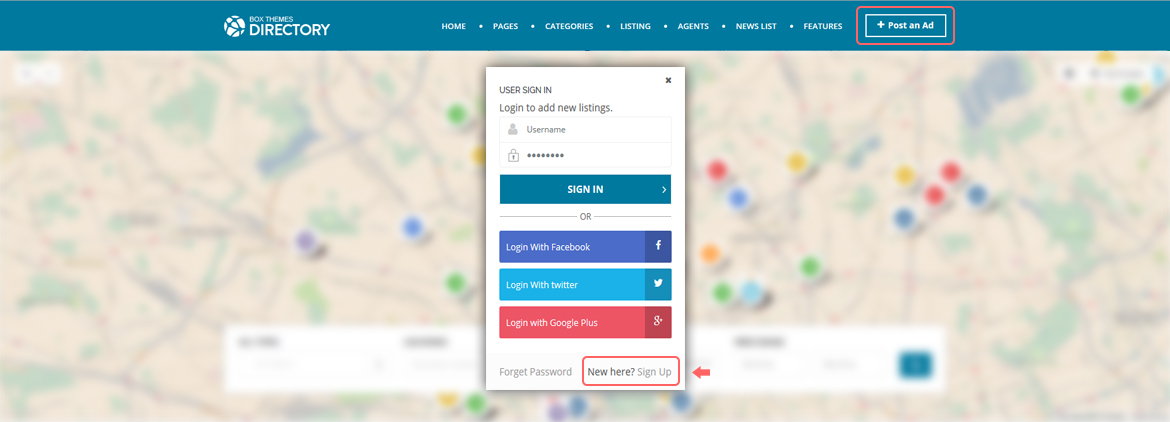 BOX THEMES
DIRECTORY
HOME • PAGES • CATEGORIES • LISTING • AGENTS • NEWS LIST • FEATURES
+ Post an Ad
USER SIGN IN
Login to add new listings.
Username
••••••••
SIGN IN
OR
Login With Facebook
f
Login With twitter
Login with Google Plus
g+
Forget Password
New here? Sign Up